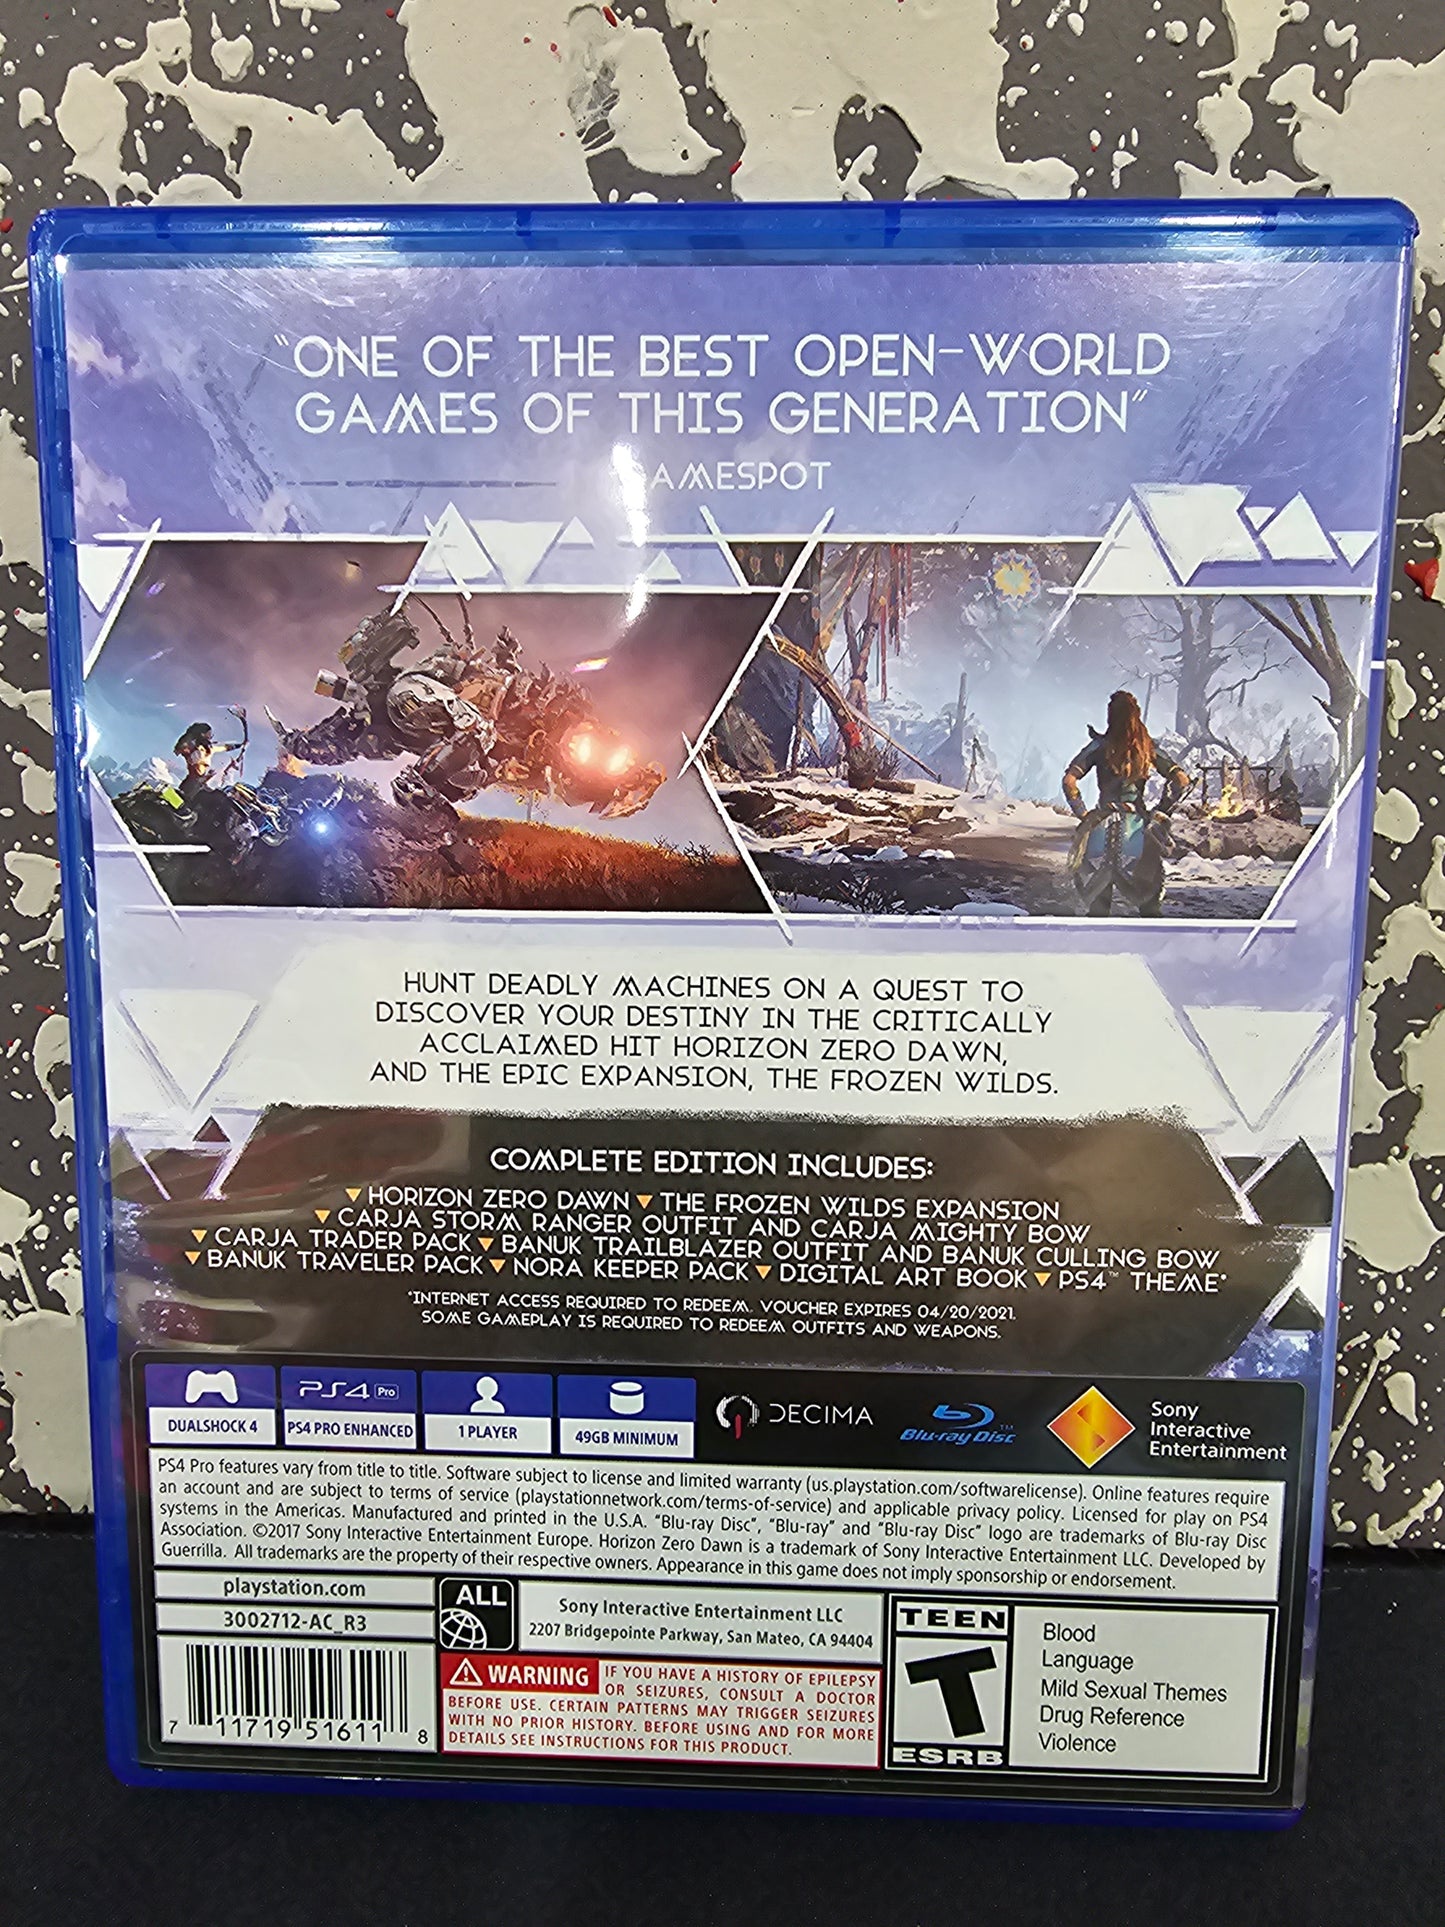 "ONE OF THE BEST OPEN-WORLD
GAMES OF THIS GENERATION"
AMESPOT
HUNT DEADLY MACHINES ON A QUEST TO
DISCOVER YOUR DESTINY IN THE CRITICALLY
ACCLAIMED HIT HORIZON ZERO DAWN,
AND THE EPIC EXPANSION, THE FROZEN WILDS.
COMPLETE EDITION INCLUDES:
▼ HORIZON ZERO DAWN ▼ THE FROZEN WILDS EXPANSION
▼ CARJA STORM RANGER OUTFIT AND CARJA MIGHTY BOW
▼ CARJA TRADER PACK ▼ BANUK TRAILBLAZER OUTFIT AND BANUK CULLING BOW
▼ BANUK TRAVELER PACK ▼ NORA KEEPER PACK ▼ DIGITAL ART BOOK ▼ PS4™ THEME*
*INTERNET ACCESS REQUIRED TO REDEEM. VOUCHER EXPIRES 04/20/2021.
SOME GAMEPLAY IS REQUIRED TO REDEEM OUTFITS AND WEAPONS.
DUALSHOCK 4
PS4 Pro
PS4 PRO ENHANCED
1 PLAYER
49GB MINIMUM
DECIMA
Blu-ray Disc™
Sony
Interactive
Entertainment
PS4 Pro features vary from title to title. Software subject to license and limited warranty (us.playstation.com/softwarelicense). Online features require
an account and are subject to terms of service (playstationnetwork.com/terms-of-service) and applicable privacy policy. Licensed for play on PS4
systems in the Americas. Manufactured and printed in the U.S.A. "Blu-ray Disc", "Blu-ray" and "Blu-ray Disc" logo are trademarks of Blu-ray Disc
Association. ©2017 Sony Interactive Entertainment Europe. Horizon Zero Dawn is a trademark of Sony Interactive Entertainment LLC. Developed by
Guerrilla. All trademarks are the property of their respective owners. Appearance in this game does not imply sponsorship or endorsement.
playstation.com
3002712-AC_R3
7 11719 51611 8
ALL
Sony Interactive Entertainment LLC
2207 Bridgepointe Parkway, San Mateo, CA 94404
WARNING IF YOU HAVE A HISTORY OF EPILEPSY
OR SEIZURES, CONSULT A DOCTOR
BEFORE USE. CERTAIN PATTERNS MAY TRIGGER SEIZURES
WITH NO PRIOR HISTORY. BEFORE USING AND FOR MORE
DETAILS SEE INSTRUCTIONS FOR THIS PRODUCT.
TEEN
T
ESRB
Blood
Language
Mild Sexual Themes
Drug Reference
Violence